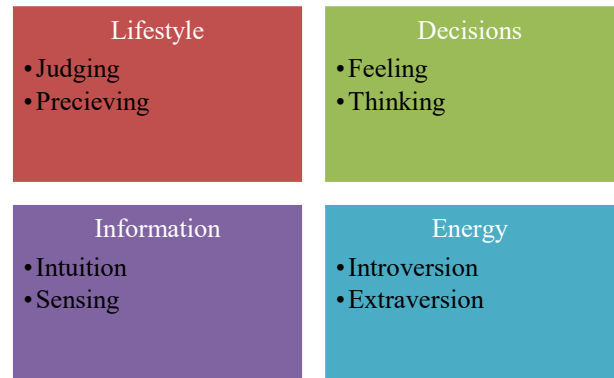 Lifestyle
•Judging
•Precieving
Decisions
•Feeling
•Thinking
Information
•Intuition
•Sensing
Energy
•Introversion
•Extraversion